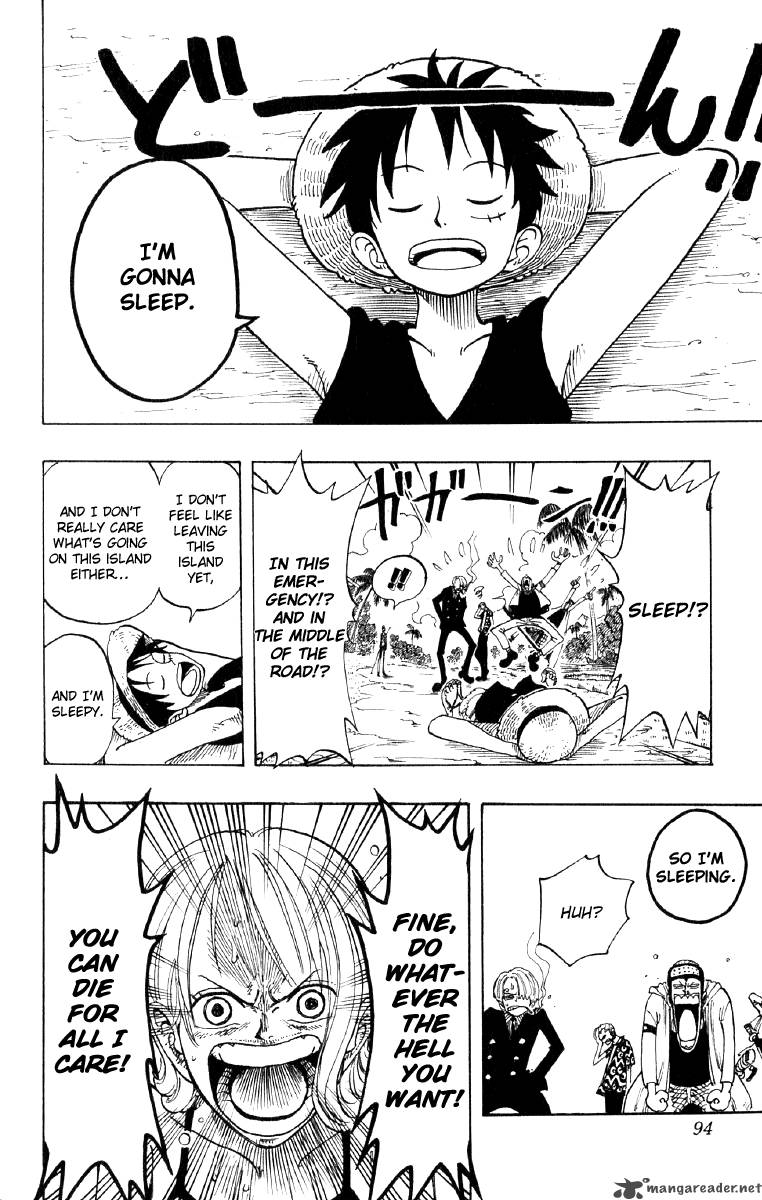 どーん!!
I'M
GONNA
SLEEP.
SLEEP!?
ガガーーン!!!
!!
IN THIS
EMER-
GENCY!?
AND IN
THE MIDDLE
OF THE
ROAD!?
I DON'T
FEEL LIKE
LEAVING
THIS
ISLAND
YET,
AND I DON'T
REALLY CARE
WHAT'S GOING
ON THIS ISLAND
EITHER...
AND I'M
SLEEPY.
SO I'M
SLEEPING.
HUH?
FINE,
DO
WHAT-
EVER
THE
HELL
YOU
WANT!
YOU
CAN
DIE
FOR
ALL I
CARE!
94
mangareader.net